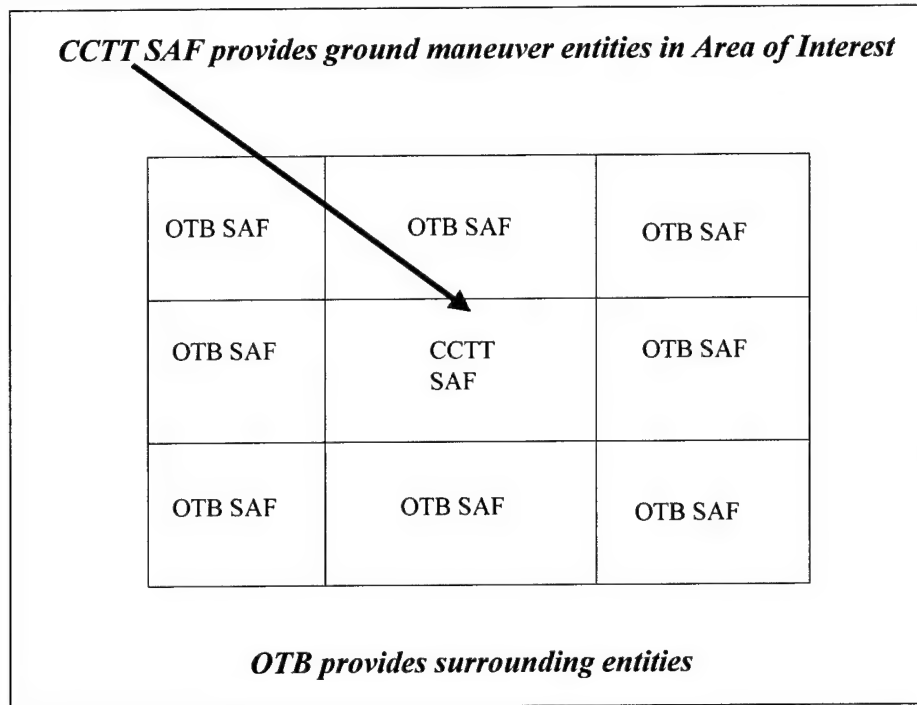 CCTT SAF provides ground maneuver entities in Area of Interest
OTB SAF OTB SAF OTB SAF
OTB SAF CCTT SAF OTB SAF
OTB SAF OTB SAF OTB SAF
OTB provides surrounding entities